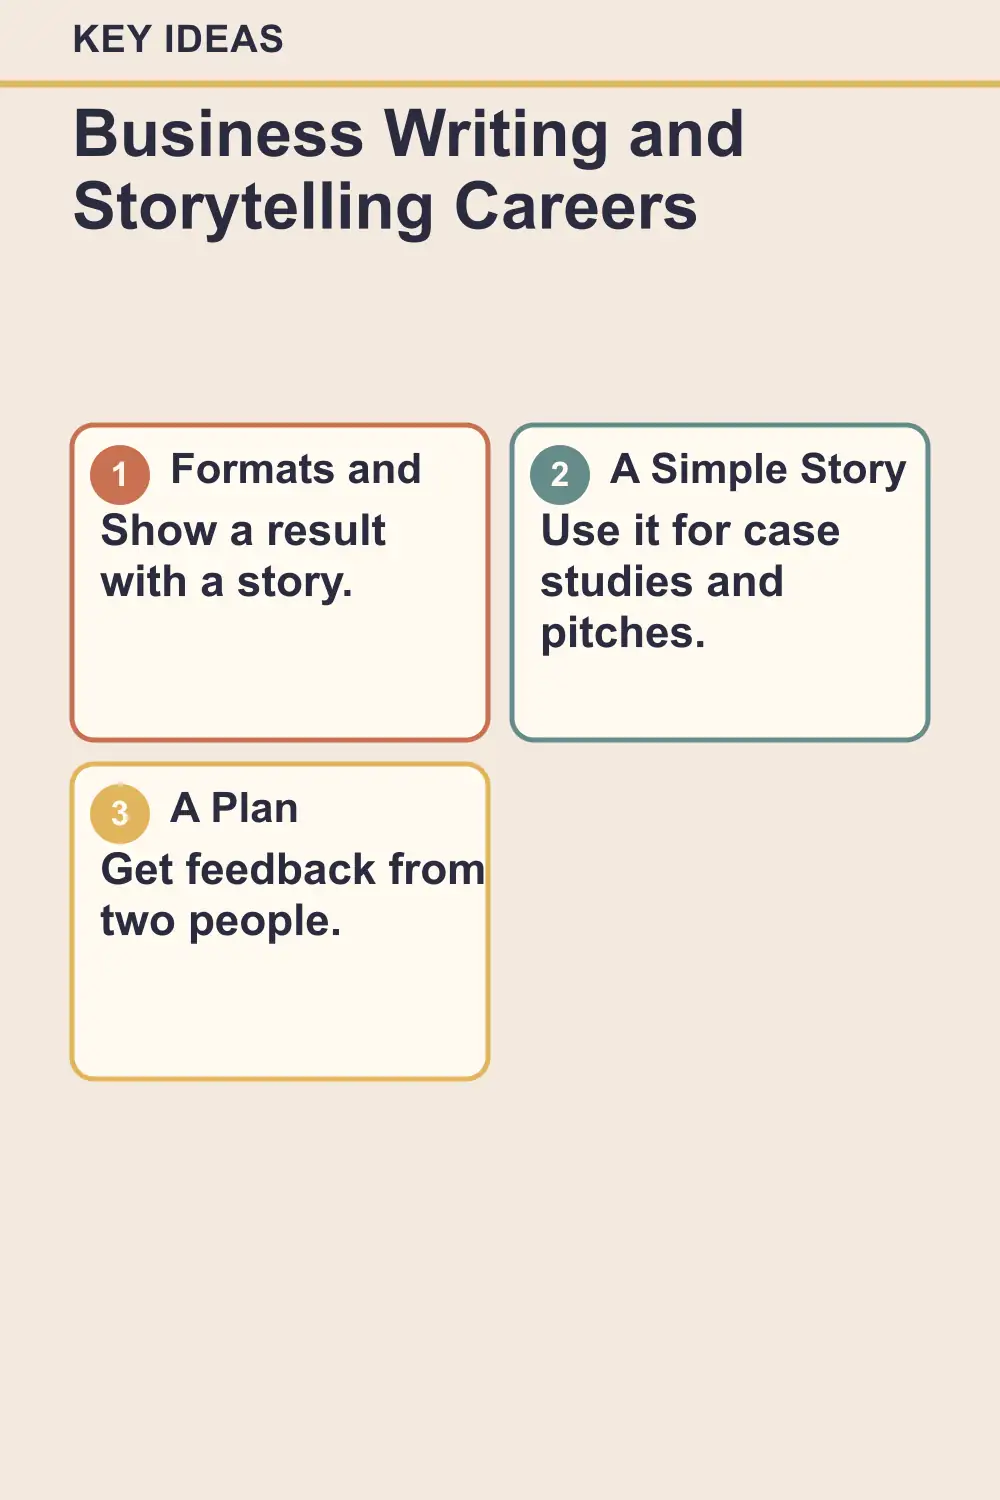 KEY IDEAS
Business Writing and
Storytelling Careers
1 Formats and
Show a result
with a story.
2 A Simple Story
Use it for case
studies and
pitches.
3 A Plan
Get feedback from
two people.